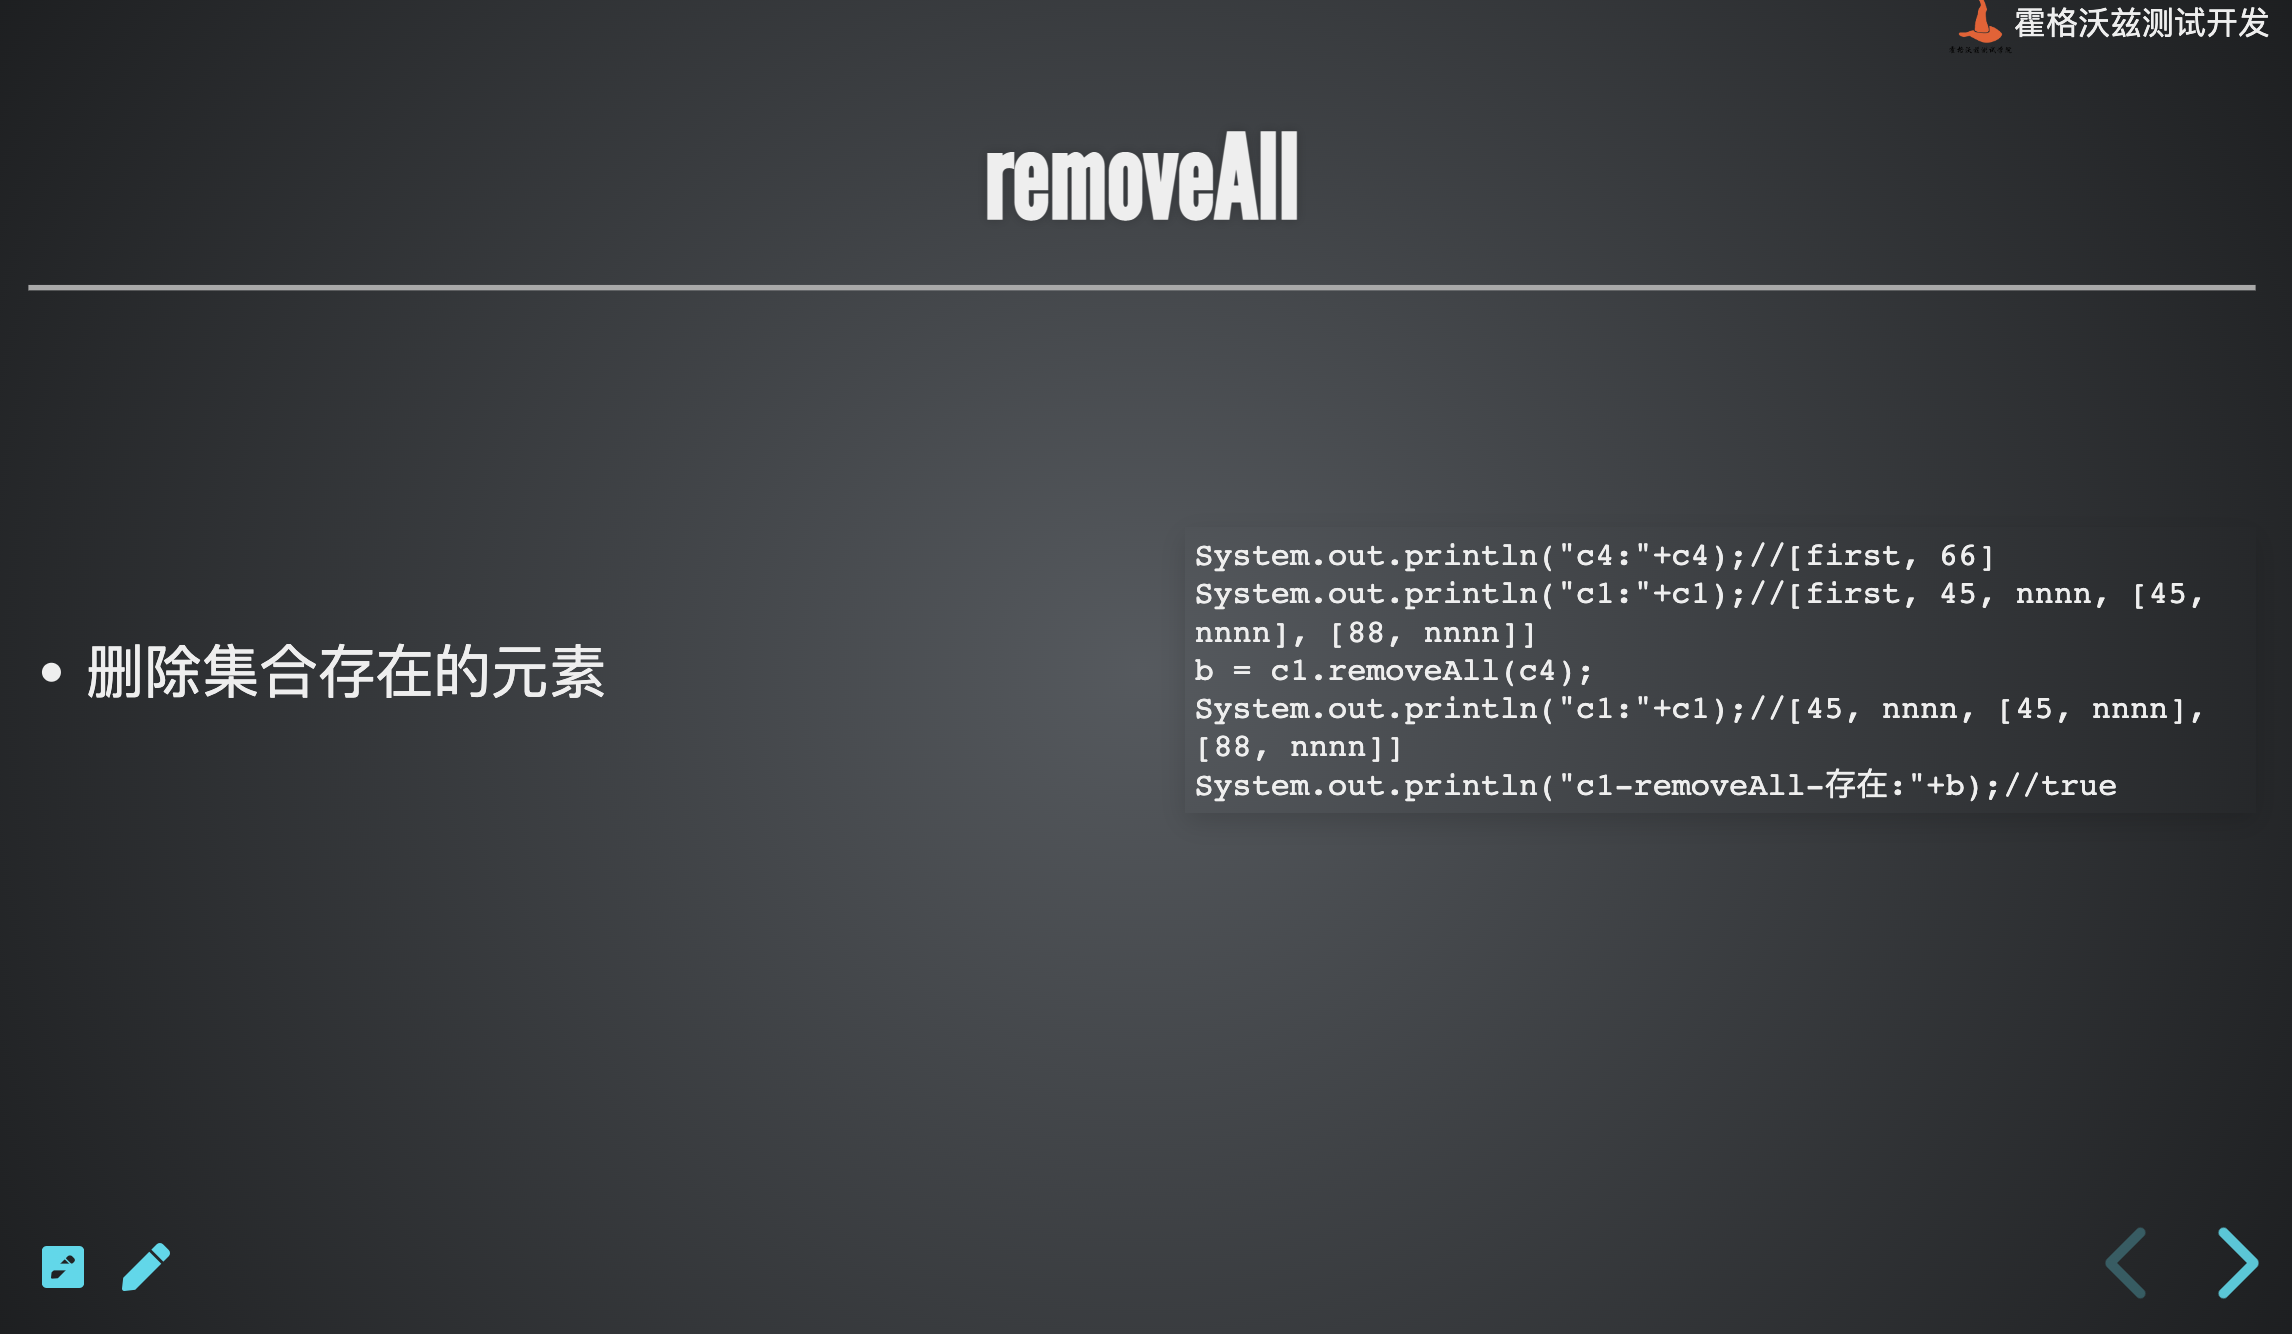 霍格沃兹测试开发
removeAll
• 删除集合存在的元素
System.out.println("c4:"+c4);//[first, 66]
System.out.println("c1:"+c1);//[first, 45, nnnn, [45,
nnnn], [88, nnnn]]
b = c1.removeAll(c4);
System.out.println("c1:"+c1);//[45, nnnn, [45, nnnn],
[88, nnnn]]
System.out.println("c1-removeAll-存在:"+b);//true